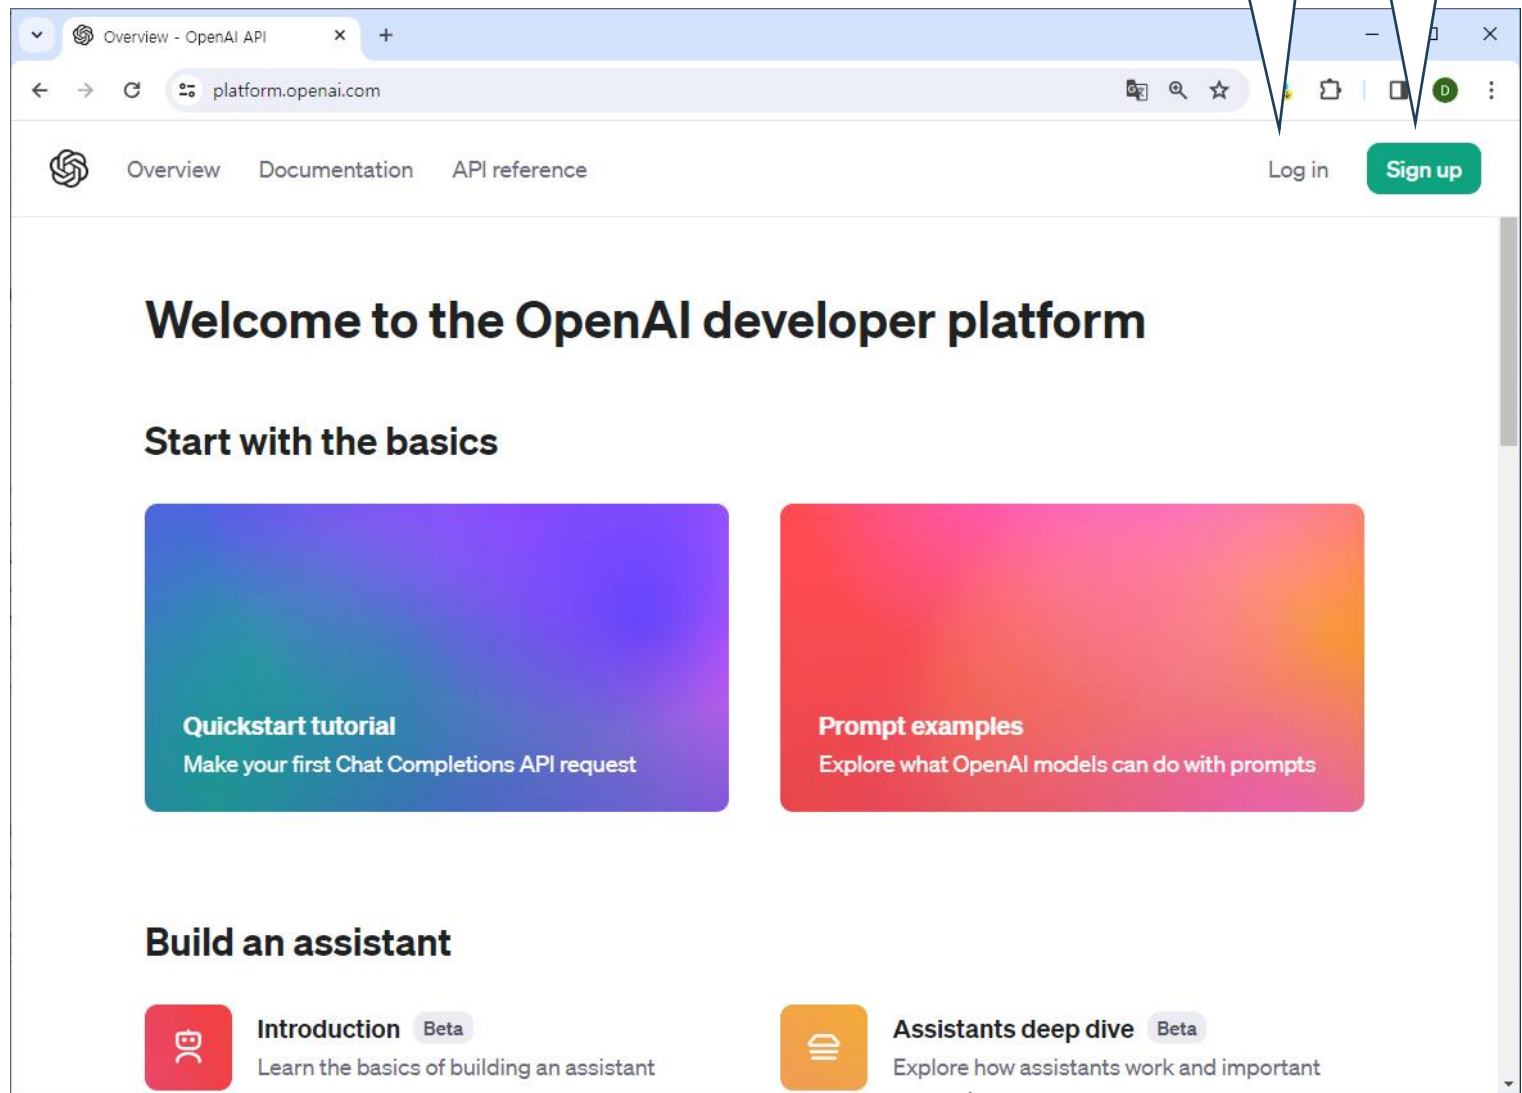 Overview - OpenAI API
platform.openai.com
D
Overview Documentation API reference Log in Sign up
Welcome to the OpenAI developer platform
Start with the basics
Quickstart tutorial
Make your first Chat Completions API request
Prompt examples
Explore what OpenAI models can do with prompts
Build an assistant
Introduction Beta
Learn the basics of building an assistant
Assistants deep dive Beta
Explore how assistants work and important